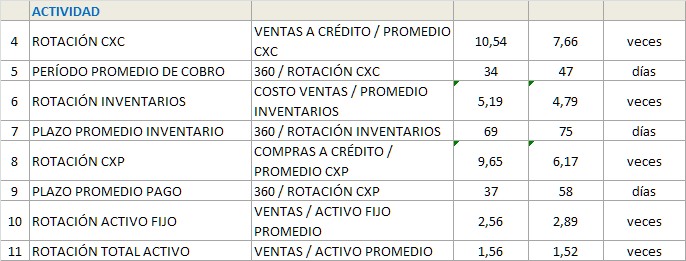 ACTIVIDAD
4 ROTACIÓN CXC VENTAS A CRÉDITO / PROMEDIO CXC 10,54 7,66 veces
5 PERÍODO PROMEDIO DE COBRO 360 / ROTACIÓN CXC 34 47 días
6 ROTACIÓN INVENTARIOS COSTO VENTAS / PROMEDIO INVENTARIOS 5,19 4,79 veces
7 PLAZO PROMEDIO INVENTARIO 360 / ROTACIÓN INVENTARIOS 69 75 días
8 ROTACIÓN CXP COMPRAS A CRÉDITO / PROMEDIO CXP 9,65 6,17 veces
9 PLAZO PROMEDIO PAGO 360 / ROTACIÓN CXP 37 58 días
10 ROTACIÓN ACTIVO FIJO VENTAS / ACTIVO FIJO PROMEDIO 2,56 2,89 veces
11 ROTACIÓN TOTAL ACTIVO VENTAS / ACTIVO PROMEDIO 1,56 1,52 veces